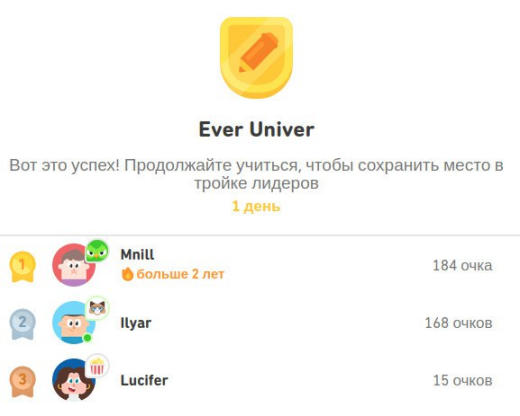 Ever Univer
Вот это успех! Продолжайте учиться, чтобы сохранить место в
тройке лидеров
1 день
1
Mnill
184 очка
больше 2 лет
2
Ilyar
168 очков
3
Lucifer
15 очков